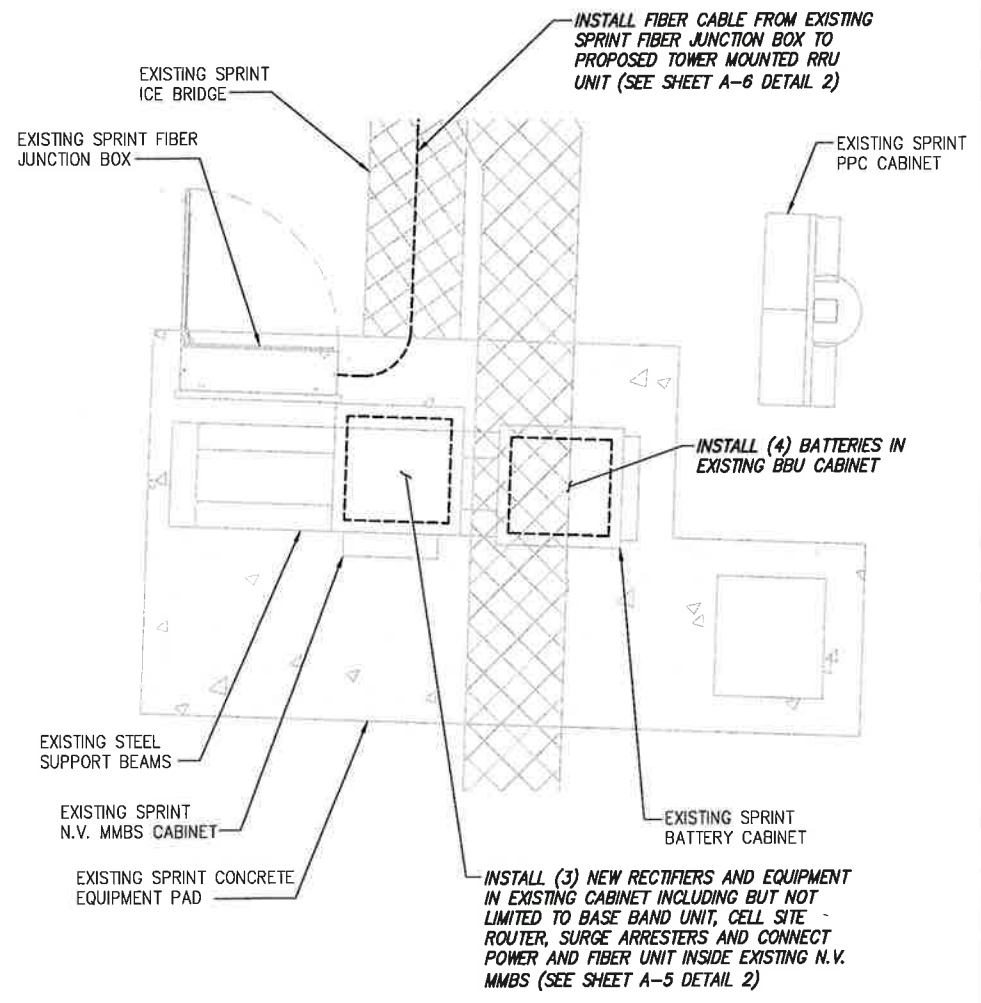 INSTALL FIBER CABLE FROM EXISTING
SPRINT FIBER JUNCTION BOX TO
PROPOSED TOWER MOUNTED RRU
UNIT (SEE SHEET A-6 DETAIL 2)
EXISTING SPRINT
ICE BRIDGE
EXISTING SPRINT FIBER
JUNCTION BOX
EXISTING SPRINT
PPC CABINET
INSTALL (4) BATTERIES IN
EXISTING BBU CABINET
EXISTING STEEL
SUPPORT BEAMS
EXISTING SPRINT
N.V. MMBS CABINET
EXISTING SPRINT CONCRETE
EQUIPMENT PAD
EXISTING SPRINT
BATTERY CABINET
INSTALL (3) NEW RECTIFIERS AND EQUIPMENT
IN EXISTING CABINET INCLUDING BUT NOT
LIMITED TO BASE BAND UNIT, CELL SITE
ROUTER, SURGE ARRESTERS AND CONNECT
POWER AND FIBER UNIT INSIDE EXISTING N.V.
MMBS (SEE SHEET A-5 DETAIL 2)